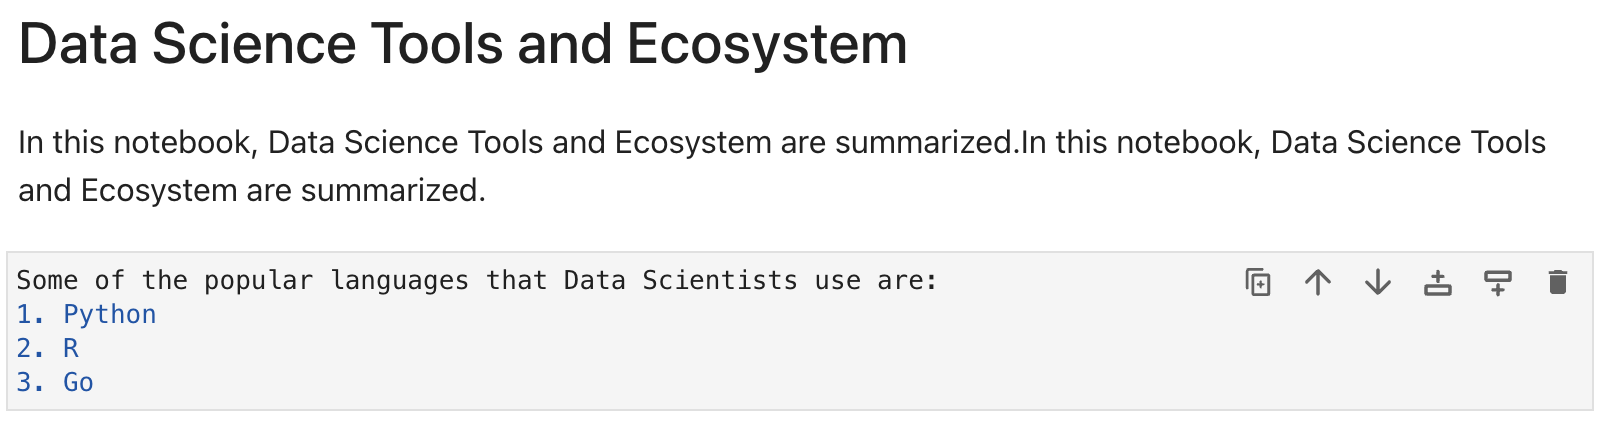 Data Science Tools and Ecosystem
In this notebook, Data Science Tools and Ecosystem are summarized.In this notebook, Data Science Tools
and Ecosystem are summarized.
Some of the popular languages that Data Scientists use are:
1. Python
2. R
3. Go